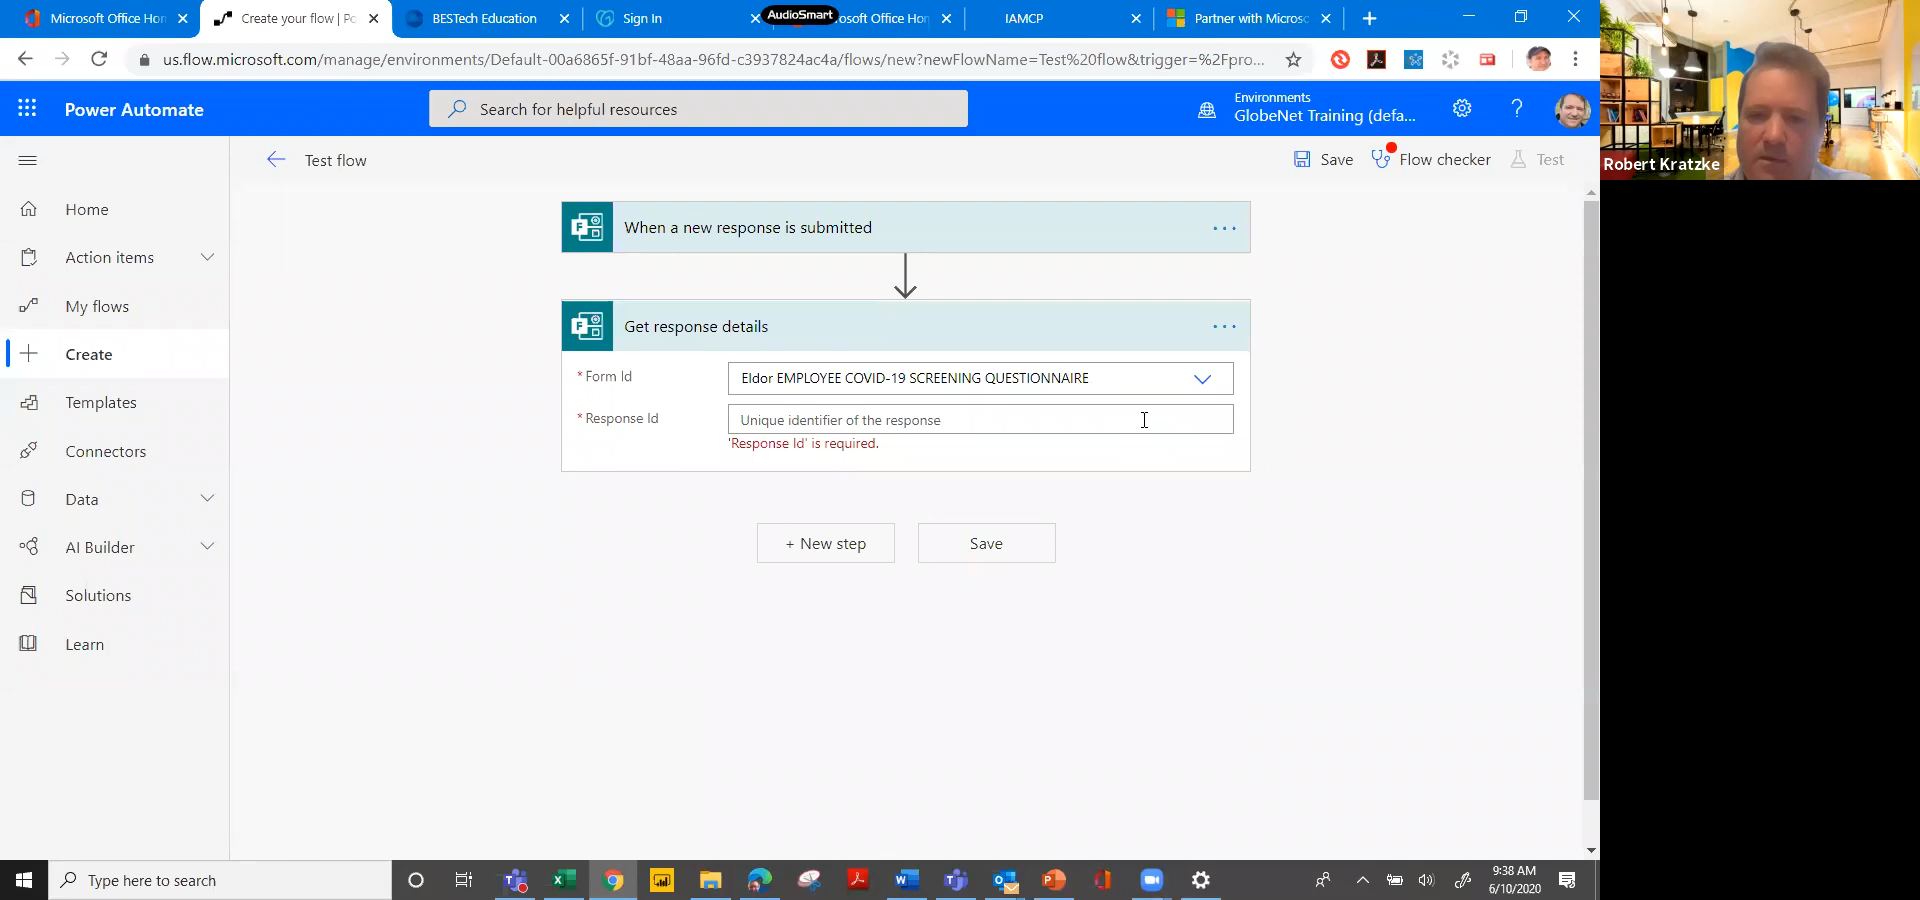 Microsoft Office Hon
Create your flow | Po
BESTech Education
Sign In
AudioSmart
osoft Office Hon
IAMCP
Partner with Microso
us.flow.microsoft.com/manage/environments/Default-00a6865f-91bf-48aa-96fd-c3937824ac4a/flows/new?newFlowName=Test%20flow&trigger=%2Fpro...
Power Automate
Search for helpful resources
Environments
GlobeNet Training (defa...
Robert Kratzke
Test flow
Save
Flow checker
Test
Home
Action items
My flows
Create
Templates
Connectors
Data
AI Builder
Solutions
Learn
When a new response is submitted
Get response details
* Form Id
Eldor EMPLOYEE COVID-19 SCREENING QUESTIONNAIRE
* Response Id
Unique identifier of the response
'Response Id' is required.
+ New step
Save
Type here to search
9:38 AM
6/10/2020